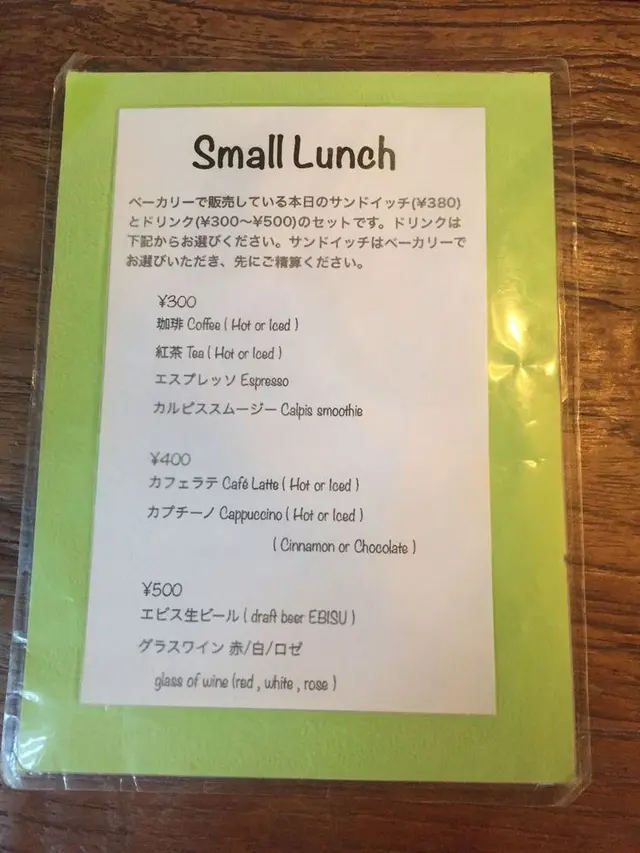 Small Lunch
ベーカリーで販売している本日のサンドイッチ(¥380)
とドリンク(¥300〜¥500)のセットです。ドリンクは
下記からお選びください。サンドイッチはベーカリーで
お選びいただき、先にご精算ください。
¥300
珈琲 Coffee ( Hot or Iced )
紅茶 Tea ( Hot or Iced )
エスプレッソ Espresso
カルピススムージー Calpis smoothie
¥400
カフェラテ Café Latte ( Hot or Iced )
カプチーノ Cappuccino ( Hot or Iced )
( Cinnamon or Chocolate )
¥500
エビス生ビール ( draft beer EBISU )
グラスワイン 赤/白/ロゼ
glass of wine (red , white , rose )